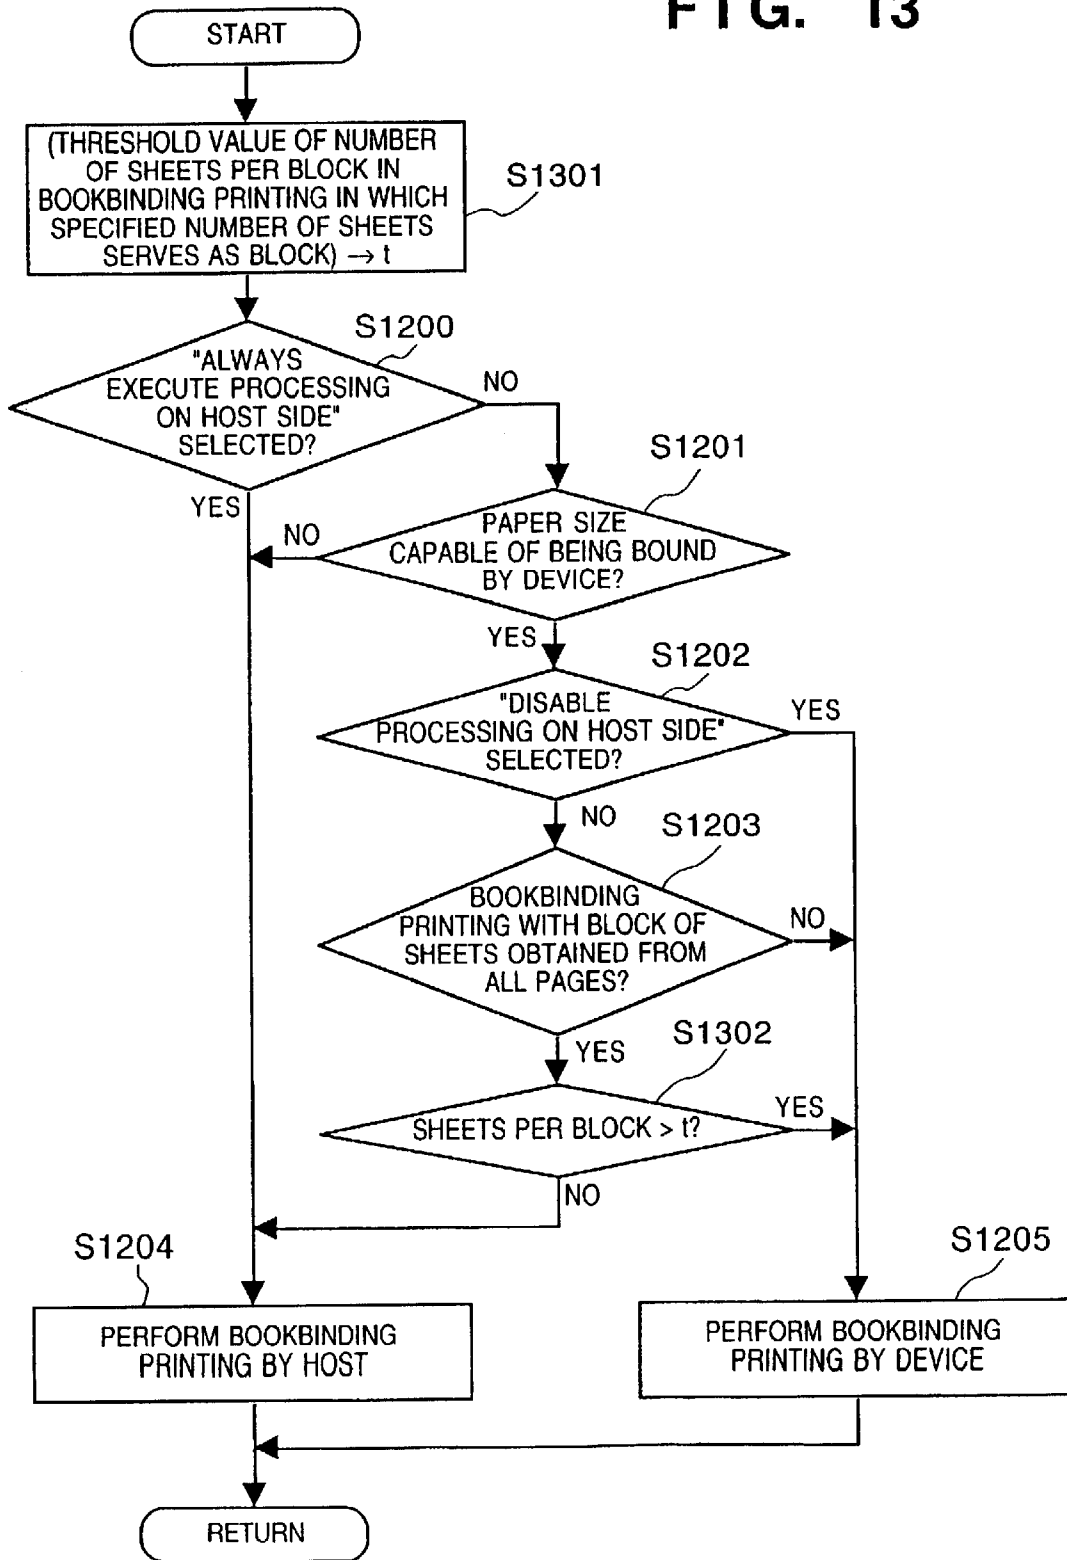 FIG. 13
START
(THRESHOLD VALUE OF NUMBER
OF SHEETS PER BLOCK IN
BOOKBINDING PRINTING IN WHICH
SPECIFIED NUMBER OF SHEETS
SERVES AS BLOCK) → t
S1301
S1200
"ALWAYS
EXECUTE PROCESSING
ON HOST SIDE"
SELECTED?
NO
YES
S1201
PAPER SIZE
CAPABLE OF BEING BOUND
BY DEVICE?
NO
YES
S1202
"DISABLE
PROCESSING ON HOST SIDE"
SELECTED?
YES
NO
S1203
BOOKBINDING
PRINTING WITH BLOCK OF
SHEETS OBTAINED FROM
ALL PAGES?
NO
YES
S1302
SHEETS PER BLOCK > t?
YES
NO
S1204
PERFORM BOOKBINDING
PRINTING BY HOST
S1205
PERFORM BOOKBINDING
PRINTING BY DEVICE
RETURN